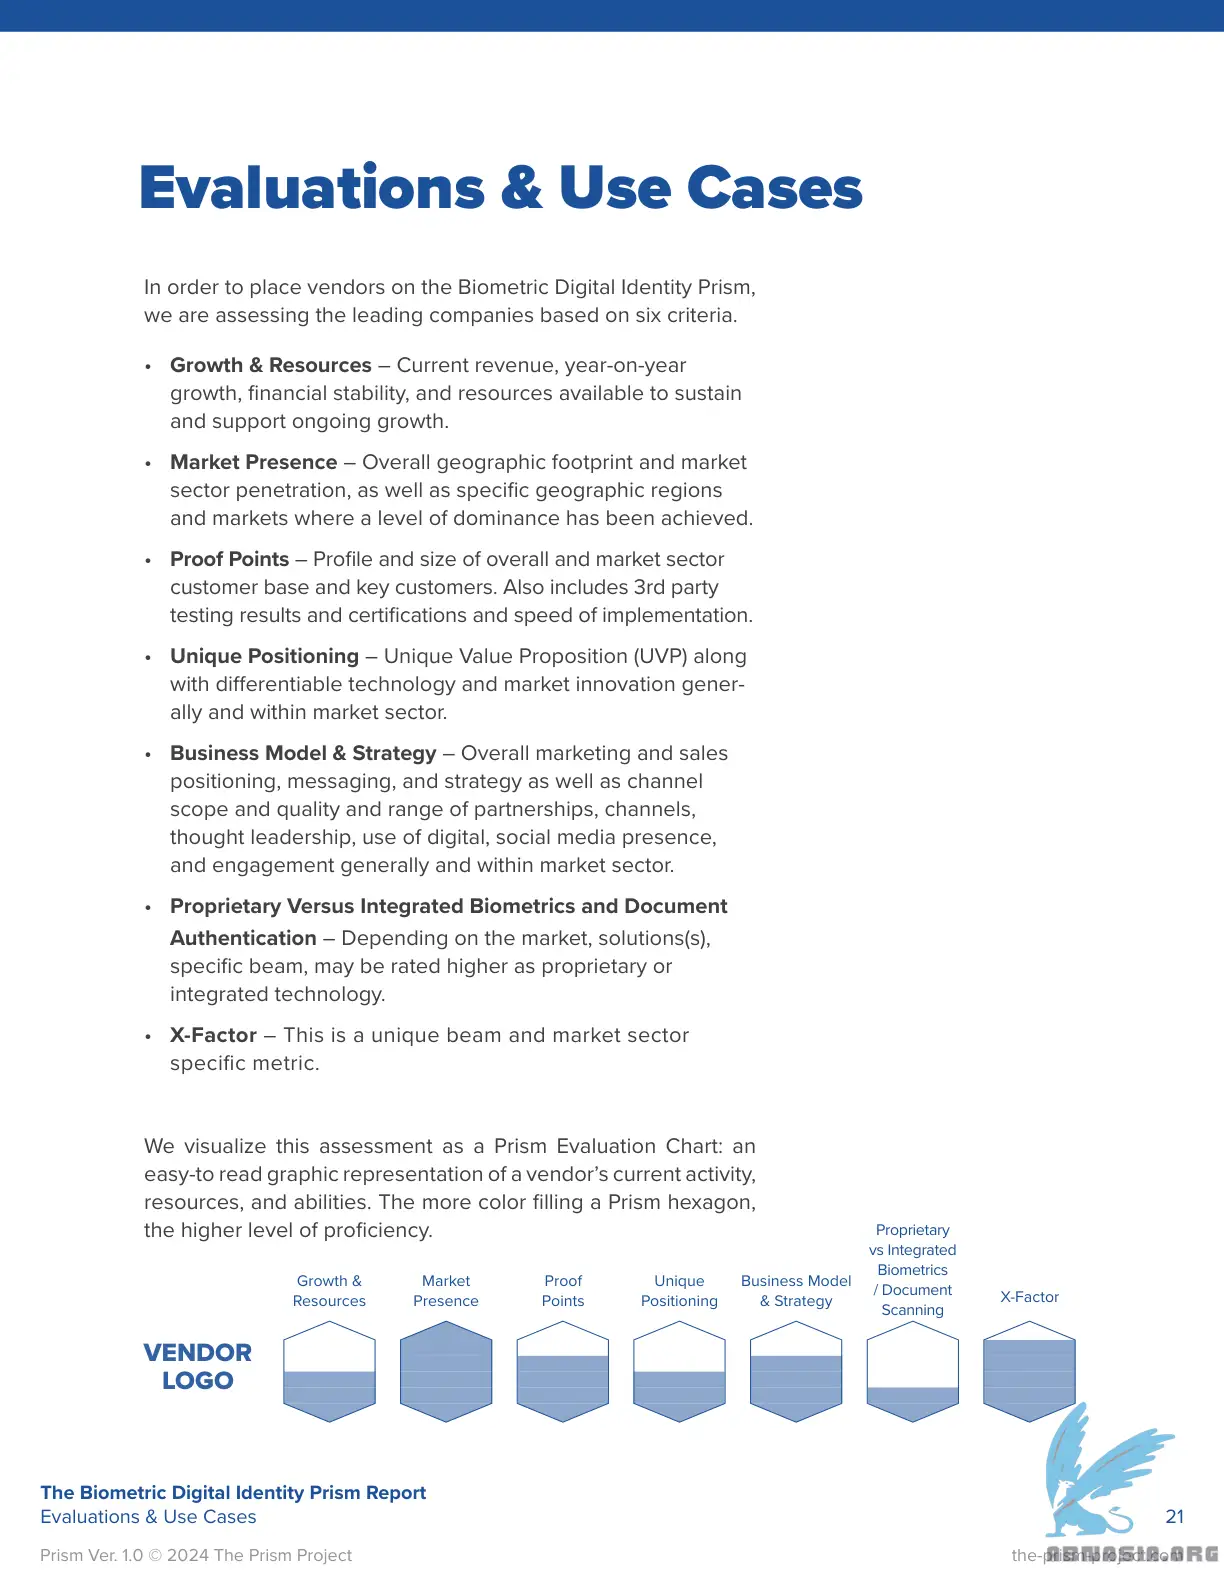 Evaluations & Use Cases
In order to place vendors on the Biometric Digital Identity Prism,
we are assessing the leading companies based on six criteria.
• Growth & Resources – Current revenue, year-on-year
growth, financial stability, and resources available to sustain
and support ongoing growth.
• Market Presence – Overall geographic footprint and market
sector penetration, as well as specific geographic regions
and markets where a level of dominance has been achieved.
• Proof Points – Profile and size of overall and market sector
customer base and key customers. Also includes 3rd party
testing results and certifications and speed of implementation.
• Unique Positioning – Unique Value Proposition (UVP) along
with differentiable technology and market innovation gener-
ally and within market sector.
• Business Model & Strategy – Overall marketing and sales
positioning, messaging, and strategy as well as channel
scope and quality and range of partnerships, channels,
thought leadership, use of digital, social media presence,
and engagement generally and within market sector.
• Proprietary Versus Integrated Biometrics and Document
Authentication – Depending on the market, solutions(s),
specific beam, may be rated higher as proprietary or
integrated technology.
• X-Factor – This is a unique beam and market sector
specific metric.
We visualize this assessment as a Prism Evaluation Chart: an
easy-to read graphic representation of a vendor's current activity,
resources, and abilities. The more color filling a Prism hexagon,
the higher level of proficiency.
Growth &
Resources
Market
Presence
Proof
Points
Unique
Positioning
Business Model
& Strategy
Proprietary
vs Integrated
Biometrics
/ Document
Scanning
X-Factor
VENDOR
LOGO
The Biometric Digital Identity Prism Report
Evaluations & Use Cases
21
Prism Ver. 1.0 © 2024 The Prism Project
the-prism-project.com